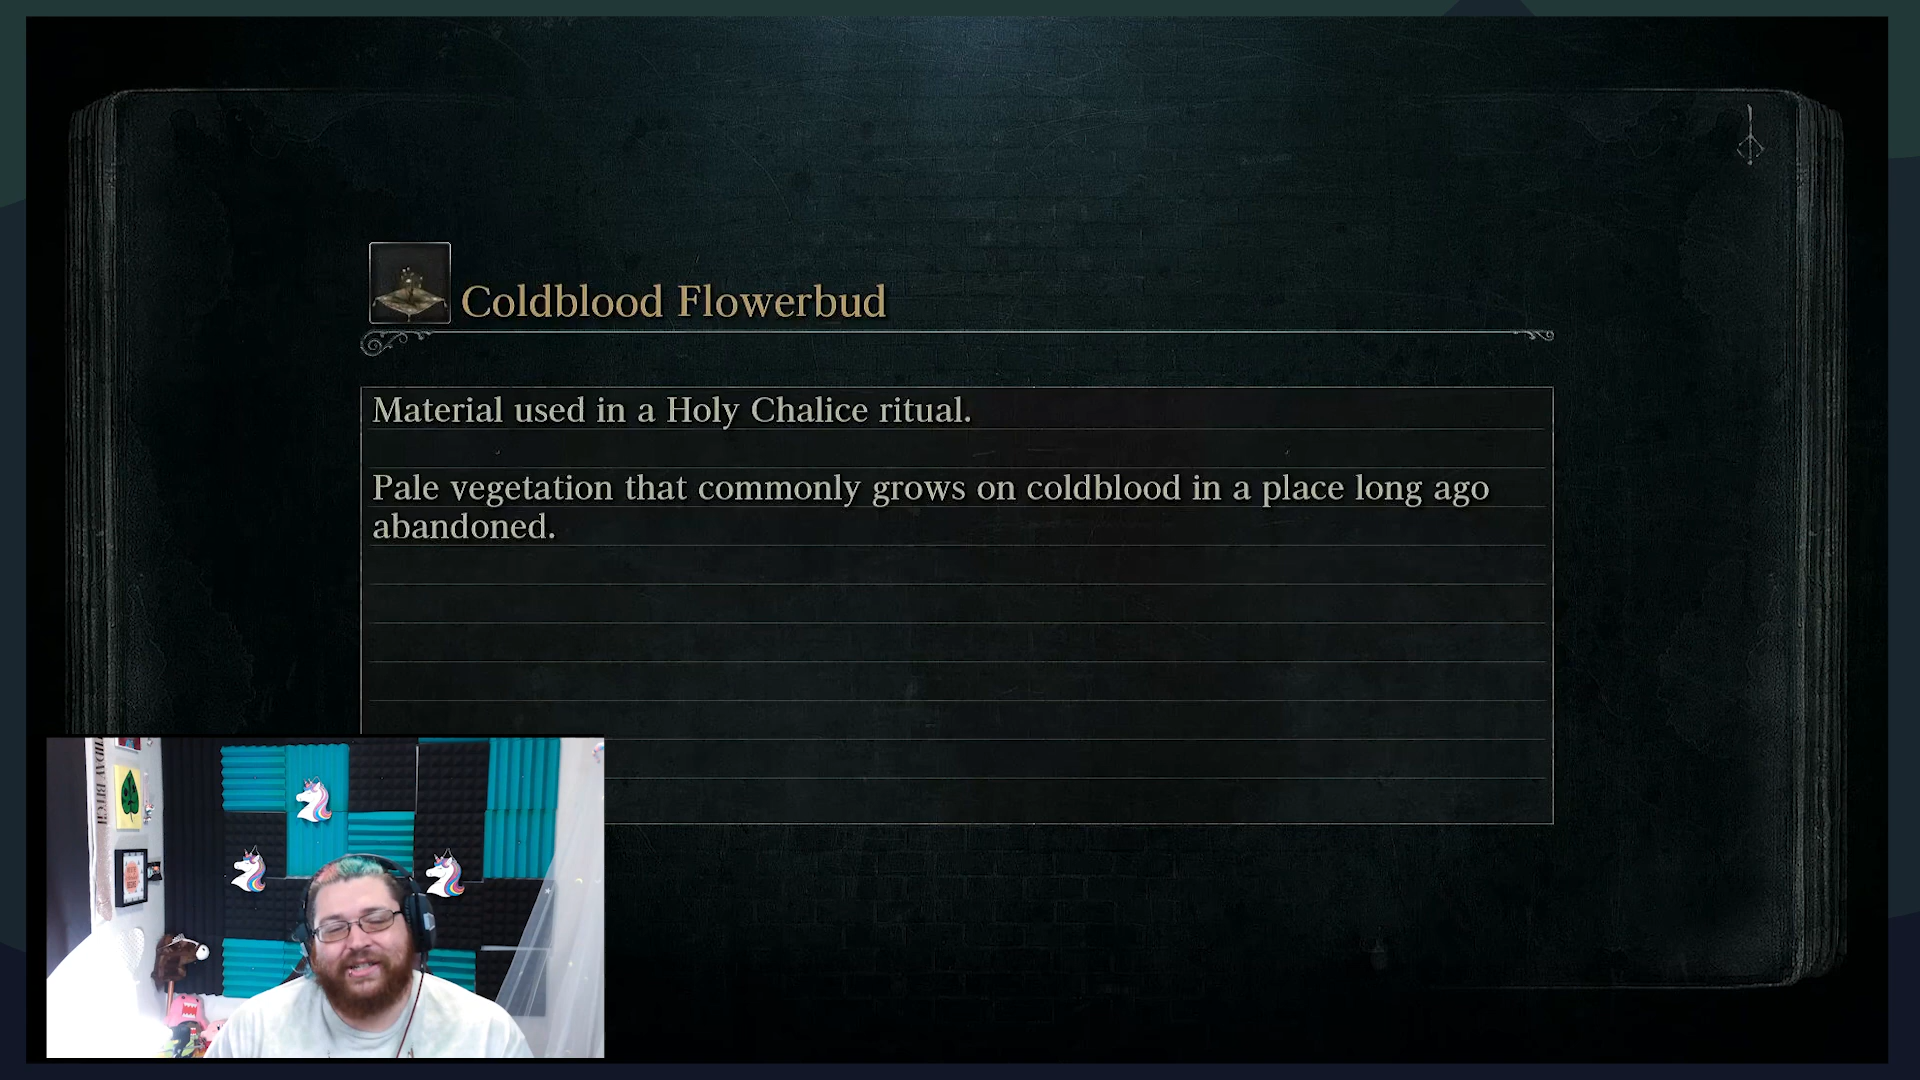 Coldblood Flowerbud
Material used in a Holy Chalice ritual.
Pale vegetation that commonly grows on coldblood in a place long ago
abandoned.